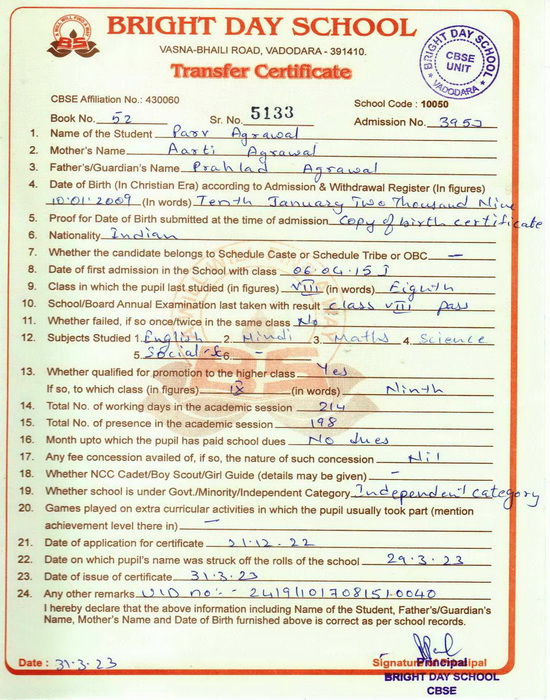 BRIGHT DAY SCHOOL
VASNA-BHAILI ROAD, VADODARA - 391410.
Transfer Certificate
BRIGHT DAY SCHOOL
CBSE
UNIT
VADODARA
CBSE Affiliation No.: 430060
School Code : 10050
Book No. 52 Sr. No. 5133 Admission No. 395J
1. Name of the Student Parv Agrawal
2. Mother's Name Aarti Agrawal
3. Father's/Guardian's Name Prahlad Agrawal
4. Date of Birth (In Christian Era) according to Admission & Withdrawal Register (In figures)
10.01.2009 (In words) Tenth January Two Thousand Nine
5. Proof for Date of Birth submitted at the time of admission copy of birth certificate
6. Nationality Indian
7. Whether the candidate belongs to Schedule Caste or Schedule Tribe or OBC —
8. Date of first admission in the School with class 06.04.15 I
9. Class in which the pupil last studied (in figures) VIII (in words) Eighth
10. School/Board Annual Examination last taken with result class VIII pass
11. Whether failed, if so once/twice in the same class No
12. Subjects Studied 1. English 2. Hindi 3. Maths 4. Science
5. Social-Sc 6. -
13. Whether qualified for promotion to the higher class Yes
If so, to which class (in figures) IX (in words) Ninth
14. Total No. of working days in the academic session 214
15. Total No. of presence in the academic session 198
16. Month upto which the pupil has paid school dues No dues
17. Any fee concession availed of, if so, the nature of such concession Nil
18. Whether NCC Cadet/Boy Scout/Girl Guide (details may be given) -
19. Whether school is under Govt./Minority/Independent Category Independent category
20. Games played on extra curricular activities in which the pupil usually took part (mention
achievement level there in) —
21. Date of application for certificate 21.12.22
22. Date on which pupil's name was struck off the rolls of the school 29.3.23
23. Date of issue of certificate 31.3.23
24. Any other remarks UID no:- 241911017081510040
I hereby declare that the above information including Name of the Student, Father's/Guardian's
Name, Mother's Name and Date of Birth furnished above is correct as per school records.
Date : 31.3.23
Signature Principal
Principal
BRIGHT DAY SCHOOL
CBSE